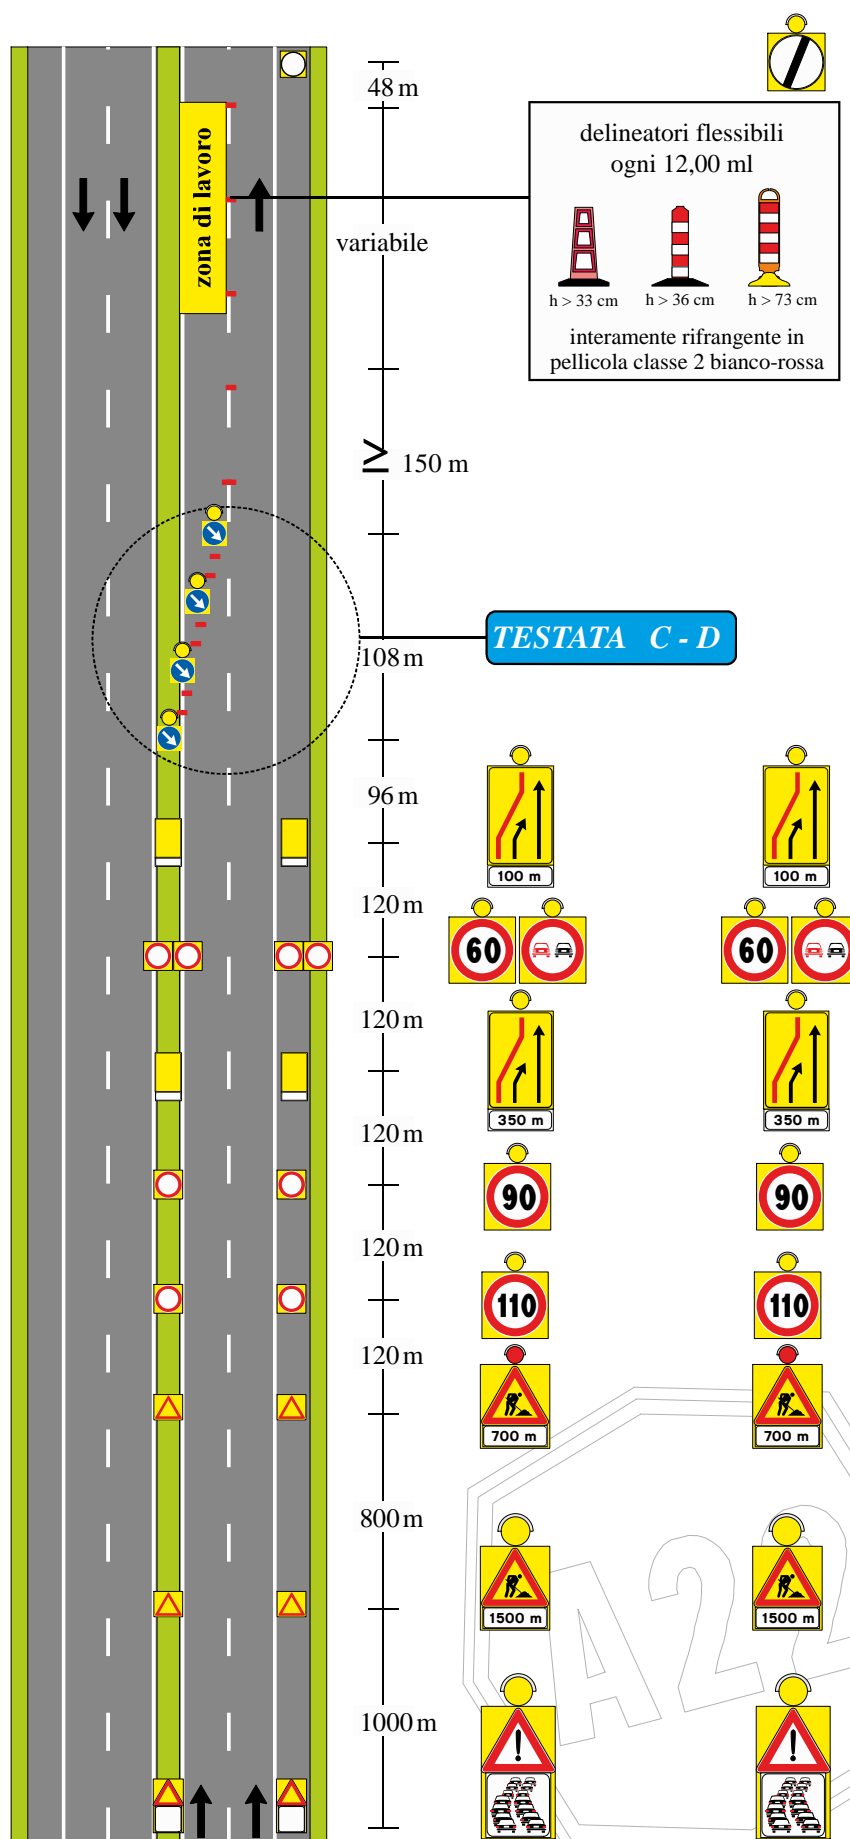 48 m
delineatori flessibili
ogni 12,00 ml
zona di lavoro
variabile
h > 33 cm
h > 36 cm
h > 73 cm
interamente rifrangente in
pellicola classe 2 bianco-rossa
≥ 150 m
TESTATA C - D
108 m
96 m
100 m
100 m
120 m
60
60
120 m
350 m
350 m
120 m
90
90
120 m
110
110
120 m
700 m
700 m
800 m
1500 m
1500 m
A22
1000 m